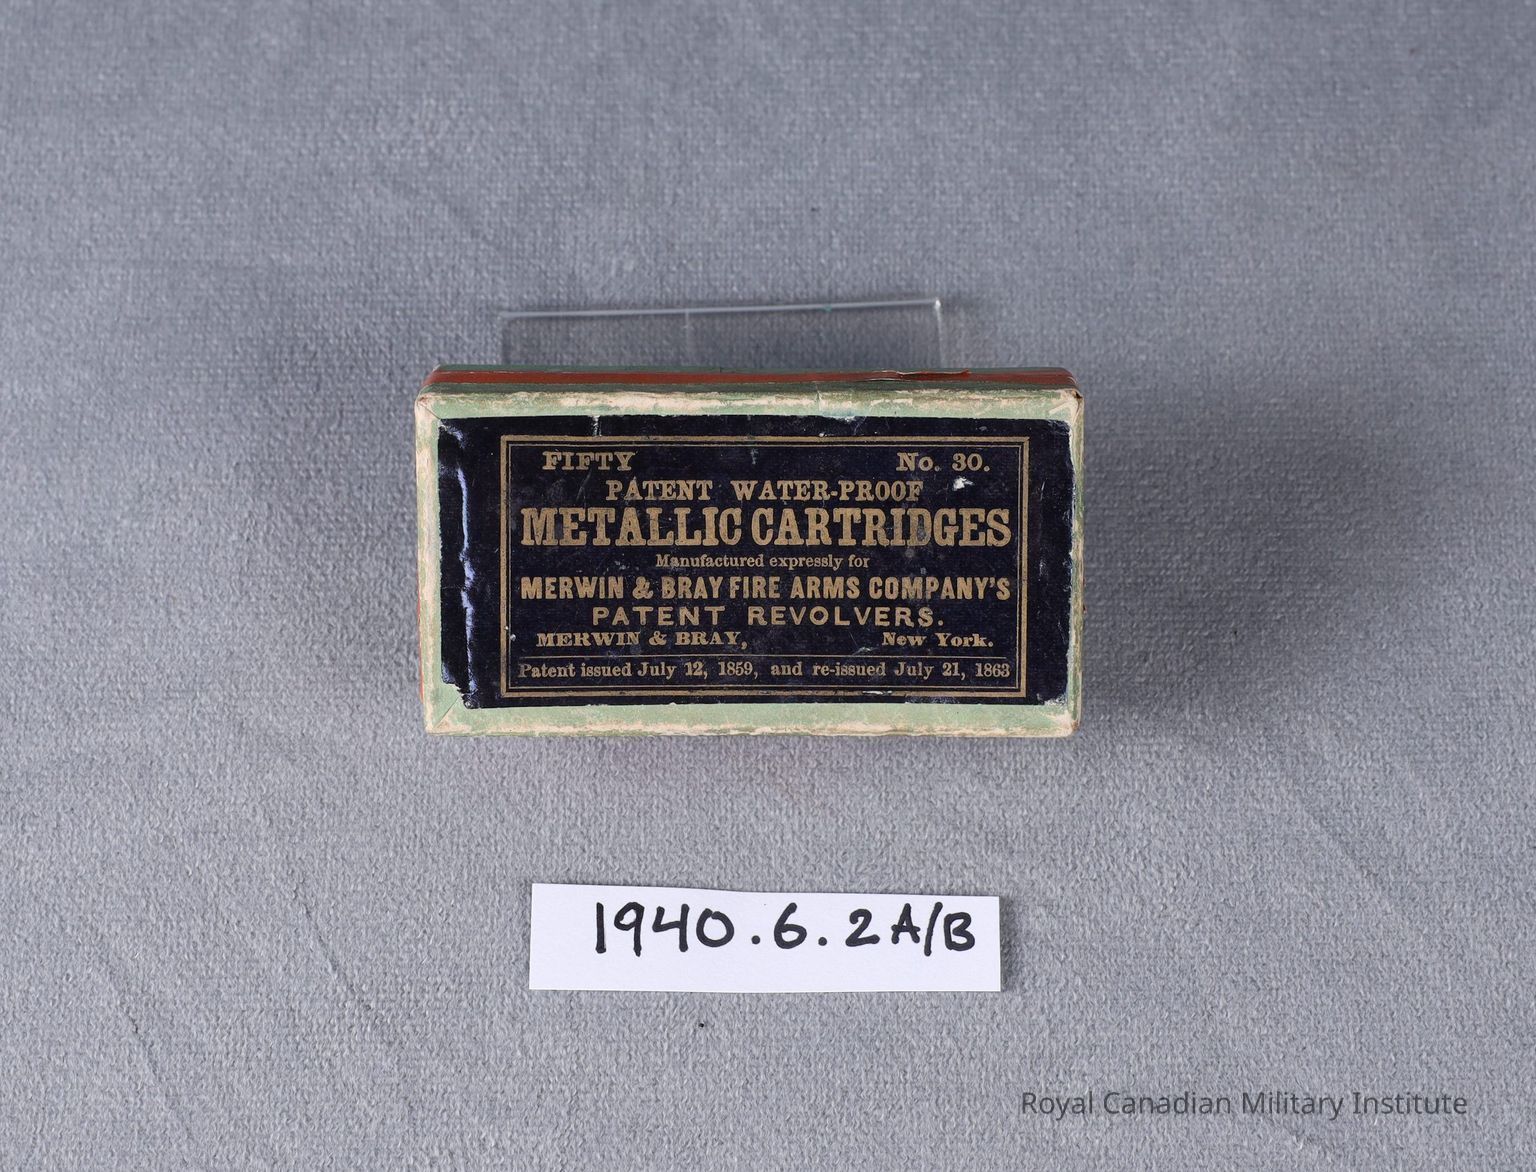 FIFTY No. 30.
PATENT WATER-PROOF
METALLIC CARTRIDGES
Manufactured expressly for
MERWIN & BRAY FIRE ARMS COMPANY'S
PATENT REVOLVERS.
MERWIN & BRAY, New York.
Patent issued July 12, 1859, and re-issued July 21, 1863
1940.6.2A/B
Royal Canadian Military Institute